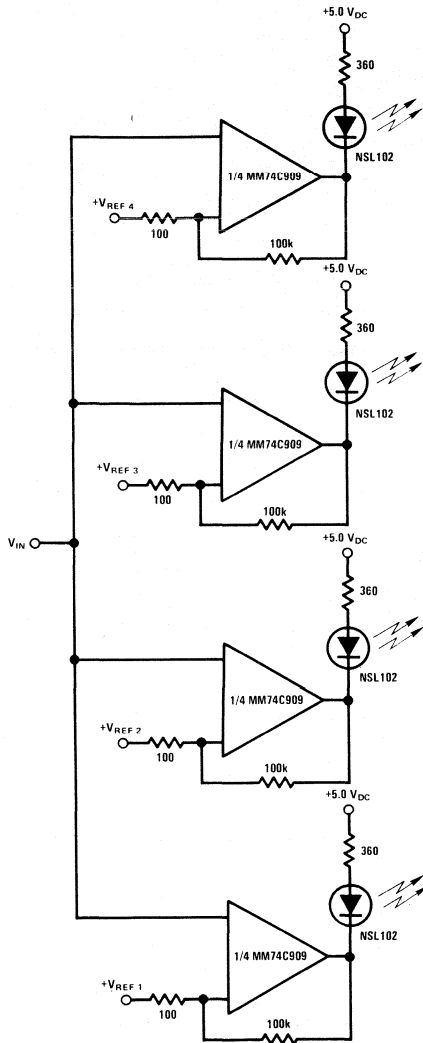 +5.0 VDC
360
NSL102
1/4 MM74C909
+VREF 4
100
100k
+5.0 VDC
360
NSL102
1/4 MM74C909
+VREF 3
100
100k
VIN
+5.0 VDC
360
NSL102
1/4 MM74C909
+VREF 2
100
100k
+5.0 VDC
360
NSL102
1/4 MM74C909
+VREF 1
100
100k